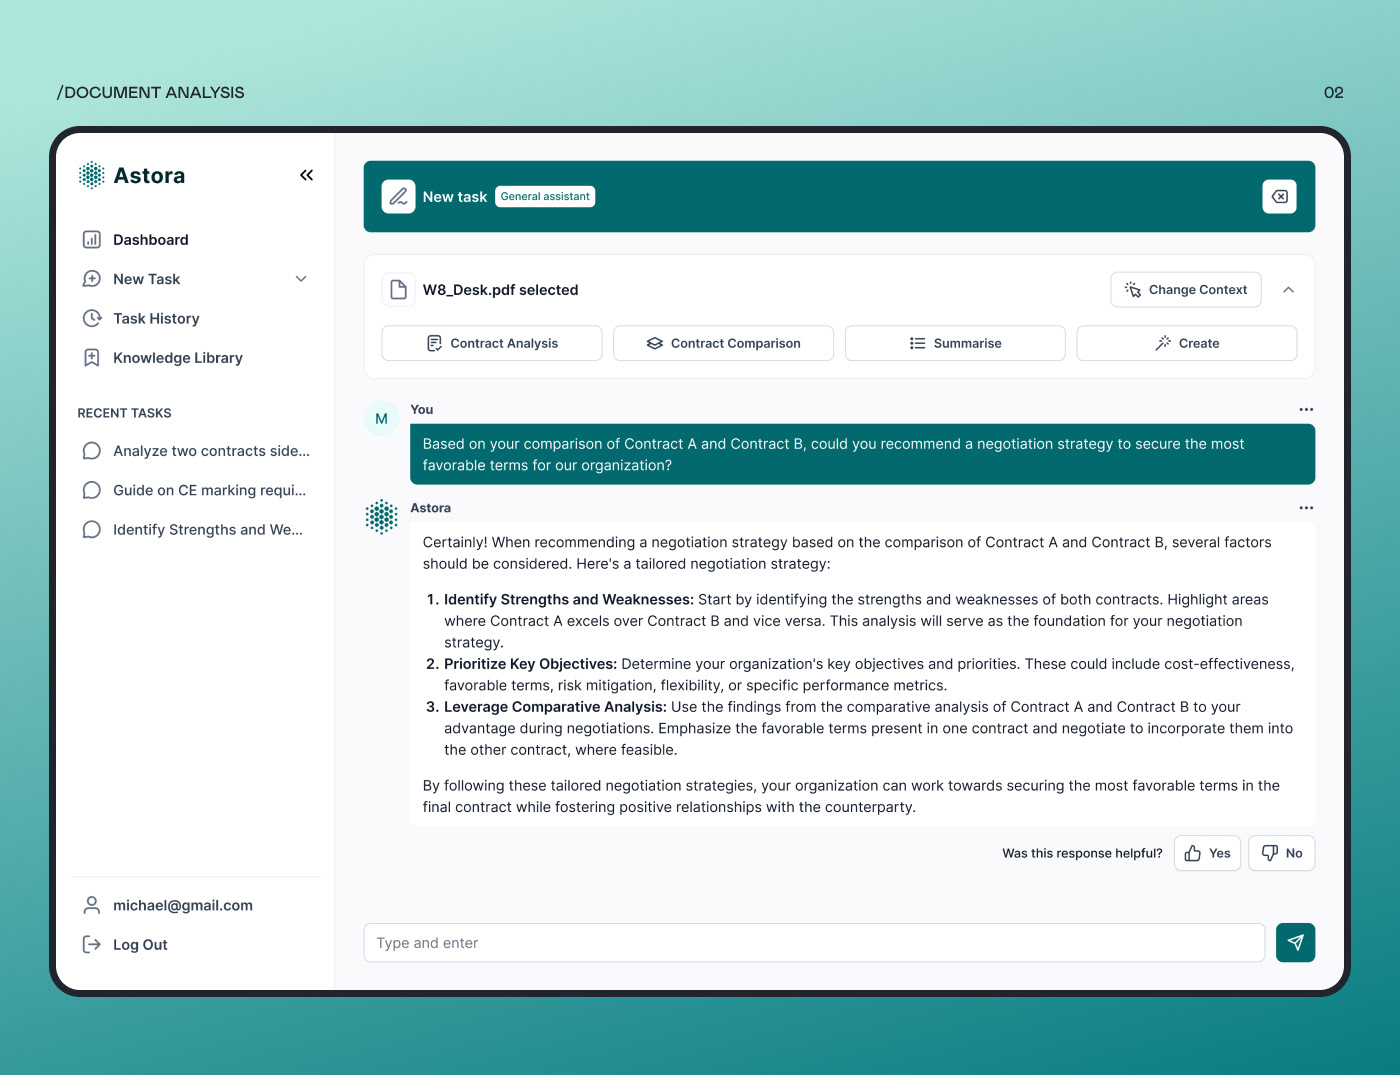 /DOCUMENT ANALYSIS
02
Astora
Dashboard
New Task
Task History
Knowledge Library
RECENT TASKS
Analyze two contracts side...
Guide on CE marking requi...
Identify Strengths and We...
michael@gmail.com
Log Out
New task
General assistant
W8_Desk.pdf selected
Change Context
Contract Analysis
Contract Comparison
Summarise
Create
M
You
Based on your comparison of Contract A and Contract B, could you recommend a negotiation strategy to secure the most
favorable terms for our organization?
Astora
Certainly! When recommending a negotiation strategy based on the comparison of Contract A and Contract B, several factors
should be considered. Here's a tailored negotiation strategy:
1. Identify Strengths and Weaknesses: Start by identifying the strengths and weaknesses of both contracts. Highlight areas
where Contract A excels over Contract B and vice versa. This analysis will serve as the foundation for your negotiation
strategy.
2. Prioritize Key Objectives: Determine your organization's key objectives and priorities. These could include cost-effectiveness,
favorable terms, risk mitigation, flexibility, or specific performance metrics.
3. Leverage Comparative Analysis: Use the findings from the comparative analysis of Contract A and Contract B to your
advantage during negotiations. Emphasize the favorable terms present in one contract and negotiate to incorporate them into
the other contract, where feasible.
By following these tailored negotiation strategies, your organization can work towards securing the most favorable terms in the
final contract while fostering positive relationships with the counterparty.
Was this response helpful?
Yes
No
Type and enter